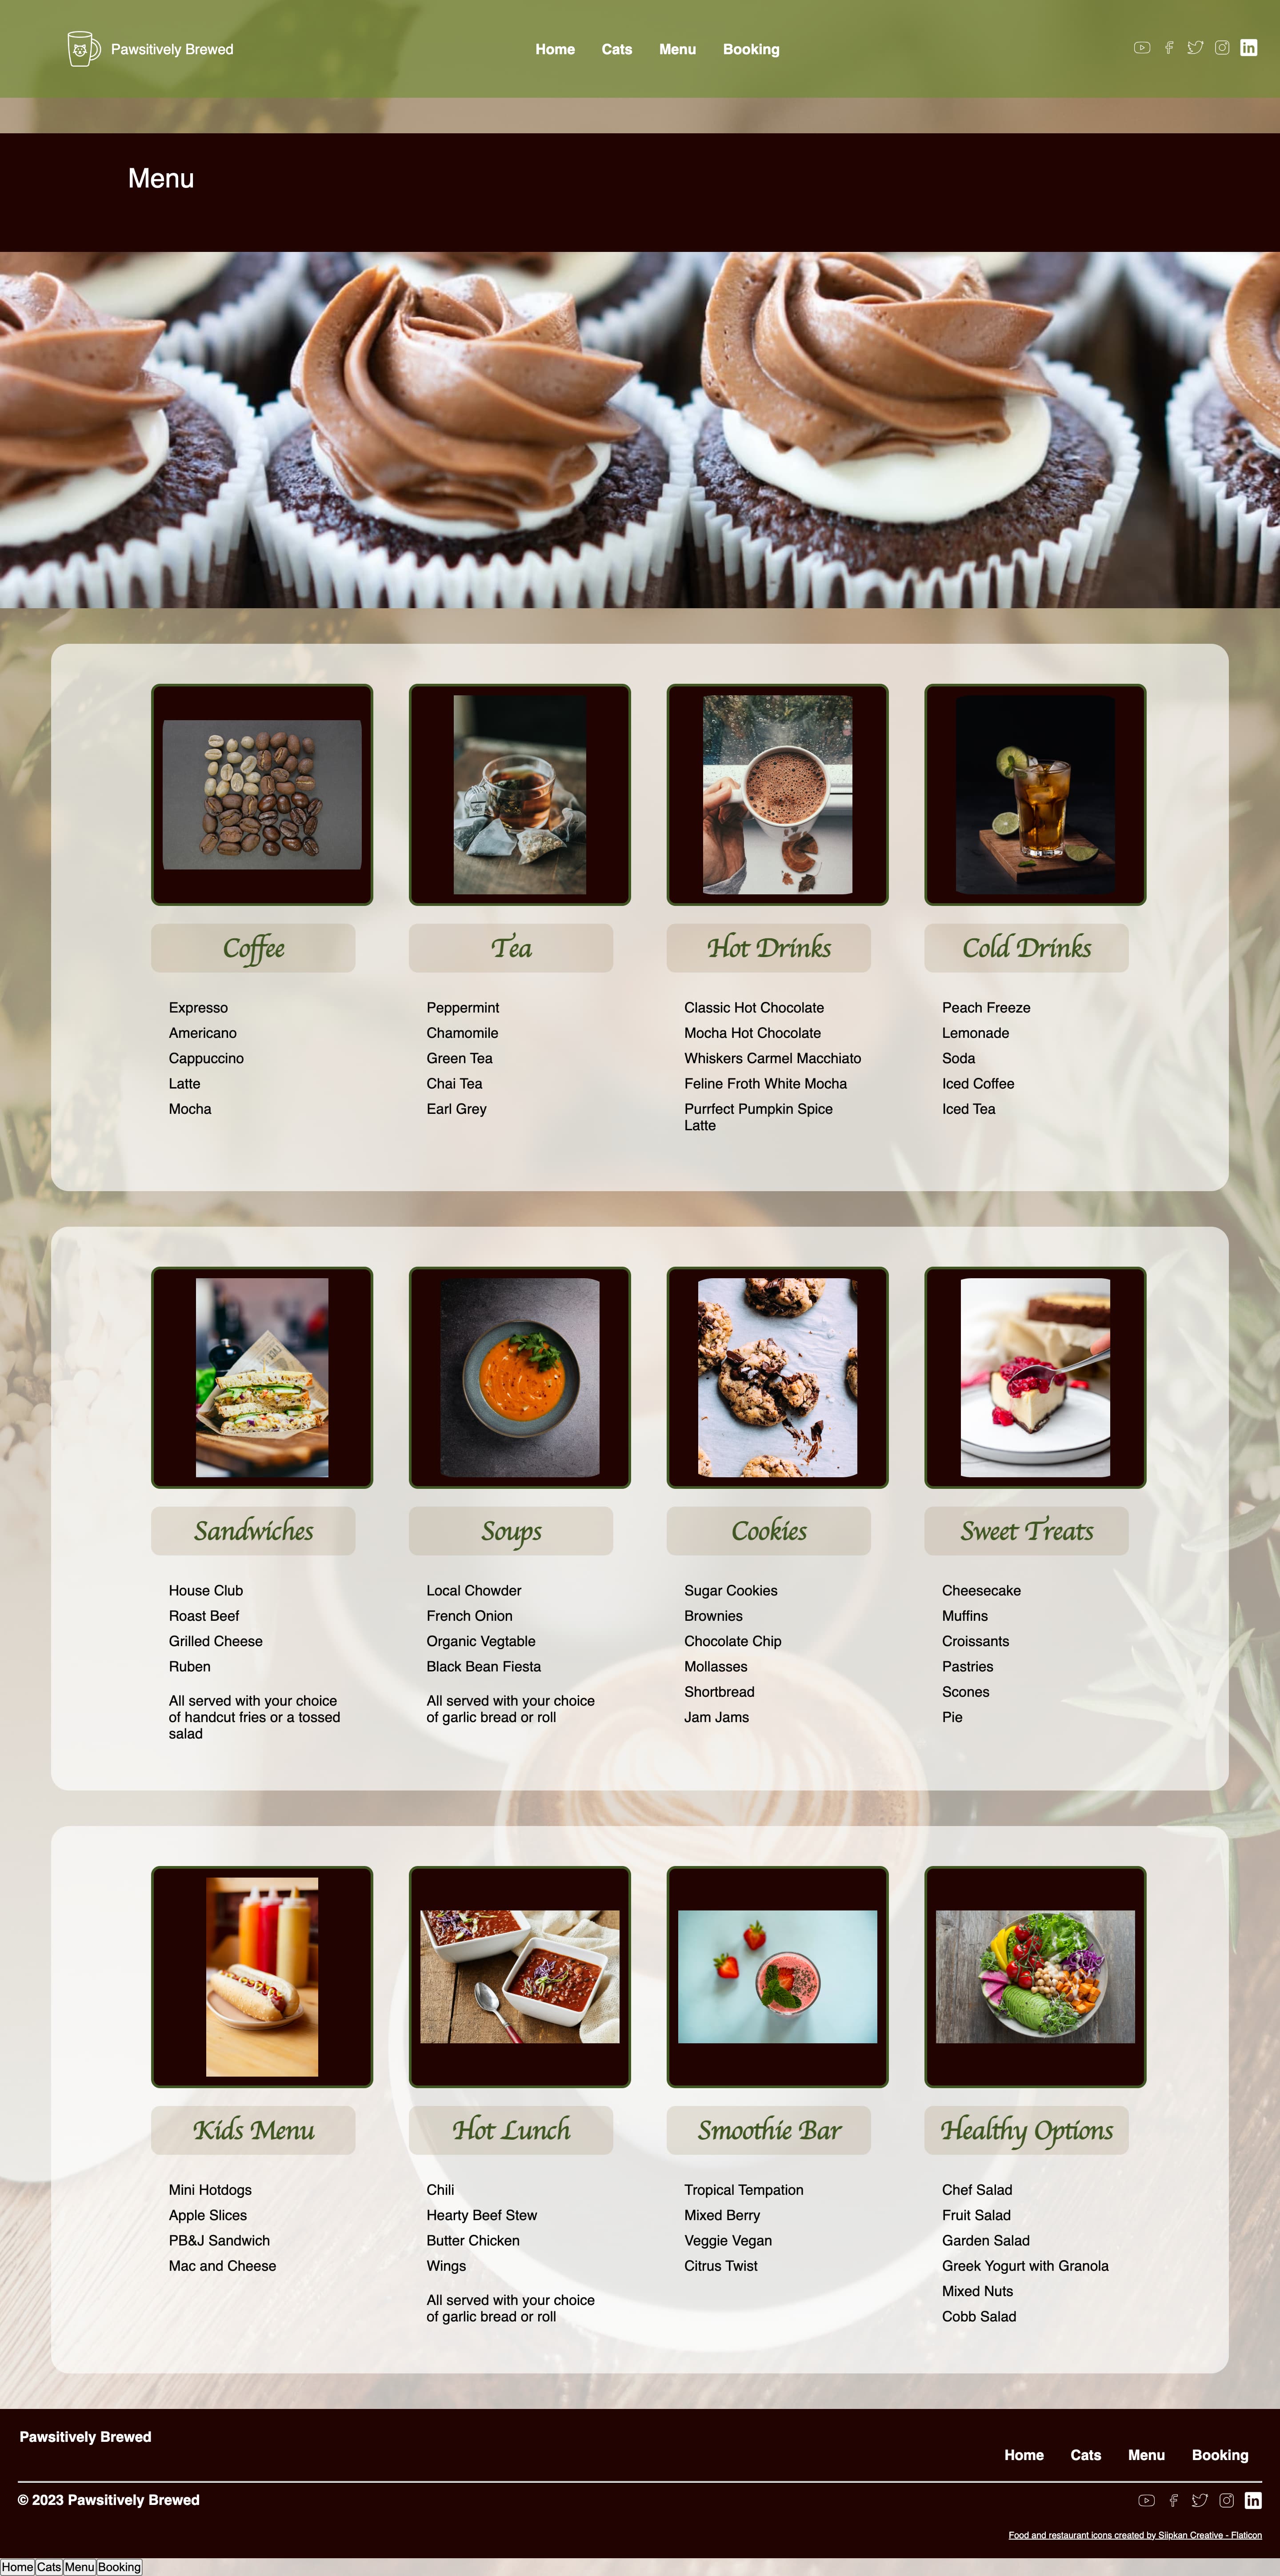 Pawsitively Brewed
Home Cats Menu Booking
in
Menu
Coffee
Expresso
Americano
Cappuccino
Latte
Mocha
Tea
Peppermint
Chamomile
Green Tea
Chai Tea
Earl Grey
Hot Drinks
Classic Hot Chocolate
Mocha Hot Chocolate
Whiskers Carmel Macchiato
Feline Froth White Mocha
Purrfect Pumpkin Spice
Latte
Cold Drinks
Peach Freeze
Lemonade
Soda
Iced Coffee
Iced Tea
Sandwiches
House Club
Roast Beef
Grilled Cheese
Ruben
All served with your choice
of handcut fries or a tossed
salad
Soups
Local Chowder
French Onion
Organic Vegtable
Black Bean Fiesta
All served with your choice
of garlic bread or roll
Cookies
Sugar Cookies
Brownies
Chocolate Chip
Mollasses
Shortbread
Jam Jams
Sweet Treats
Cheesecake
Muffins
Croissants
Pastries
Scones
Pie
Kids Menu
Mini Hotdogs
Apple Slices
PB&J Sandwich
Mac and Cheese
Hot Lunch
Chili
Hearty Beef Stew
Butter Chicken
Wings
All served with your choice
of garlic bread or roll
Smoothie Bar
Tropical Tempation
Mixed Berry
Veggie Vegan
Citrus Twist
Healthy Options
Chef Salad
Fruit Salad
Garden Salad
Greek Yogurt with Granola
Mixed Nuts
Cobb Salad
Pawsitively Brewed
Home Cats Menu Booking
© 2023 Pawsitively Brewed
in
Food and restaurant icons created by Siipkan Creative - Flaticon
Home Cats Menu Booking